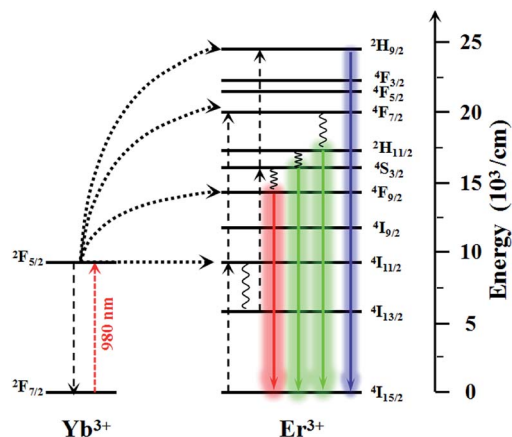 ²H₉/₂
⁴F₃/₂
⁴F₅/₂
⁴F₇/₂
²H₁₁/₂
⁴S₃/₂
⁴F₉/₂
⁴I₉/₂
⁴I₁₁/₂
⁴I₁₃/₂
⁴I₁₅/₂
²F₅/₂
²F₇/₂
980 nm
Yb³⁺
Er³⁺
25
20
15
10
5
0
Energy (10³/cm)